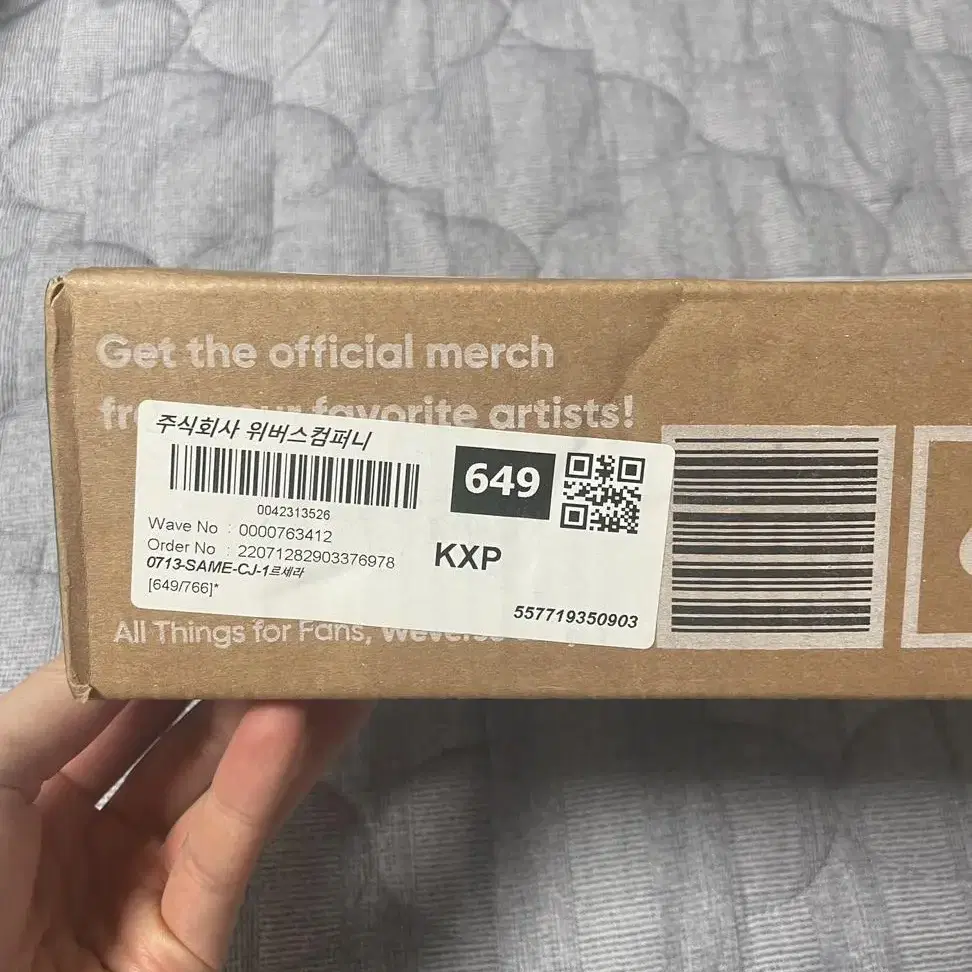 Get the official merch
favorite artists!
주식회사 위버스컴퍼니
0042313526
649
Wave No : 0000763412
Order No : 22071282903376978
KXP
0713-SAME-CJ-1르세라
[649/766]*
557719350903
All Things for Fans,